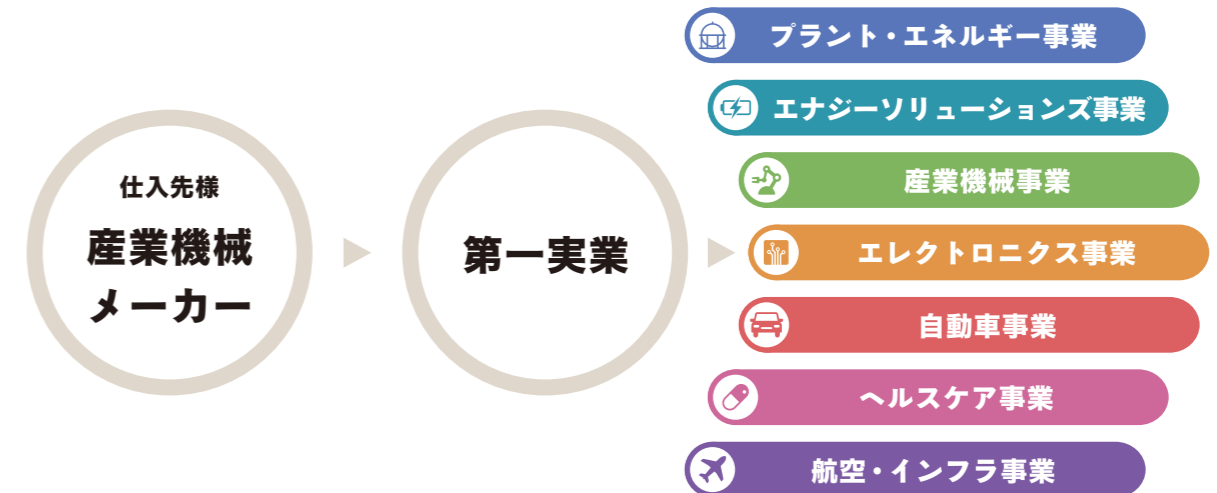 仕入先様
産業機械
メーカー
第一実業
プラント・エネルギー事業
エナジーソリューションズ事業
産業機械事業
エレクトロニクス事業
自動車事業
ヘルスケア事業
航空・インフラ事業